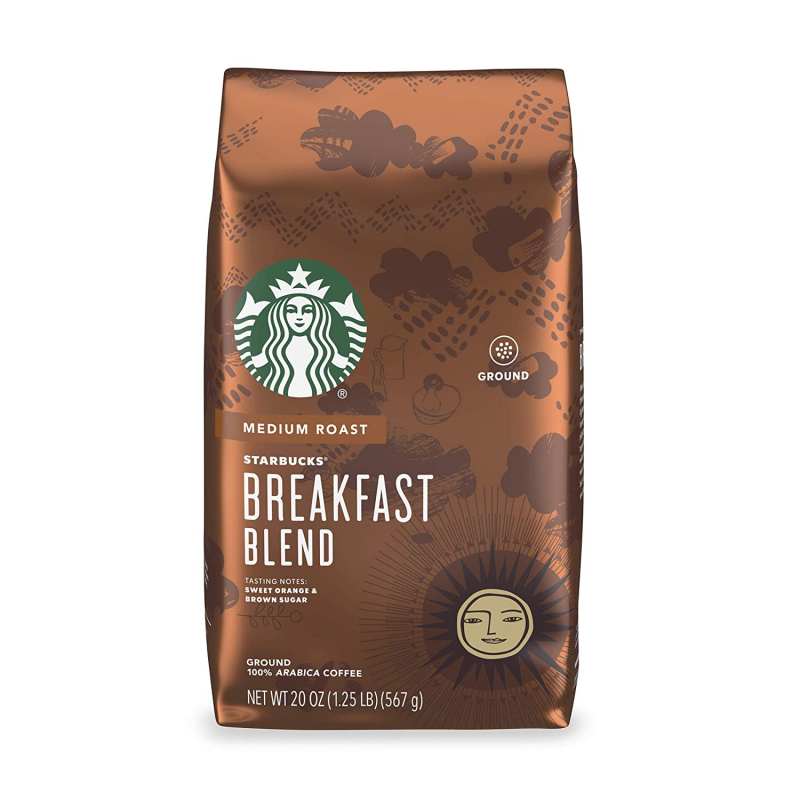 ®
GROUND
MEDIUM ROAST
STARBUCKS®
BREAKFAST
BLEND
TASTING NOTES:
SWEET ORANGE &
BROWN SUGAR
GROUND
100% ARABICA COFFEE
NET WT 20 OZ (1.25 LB) (567 g)